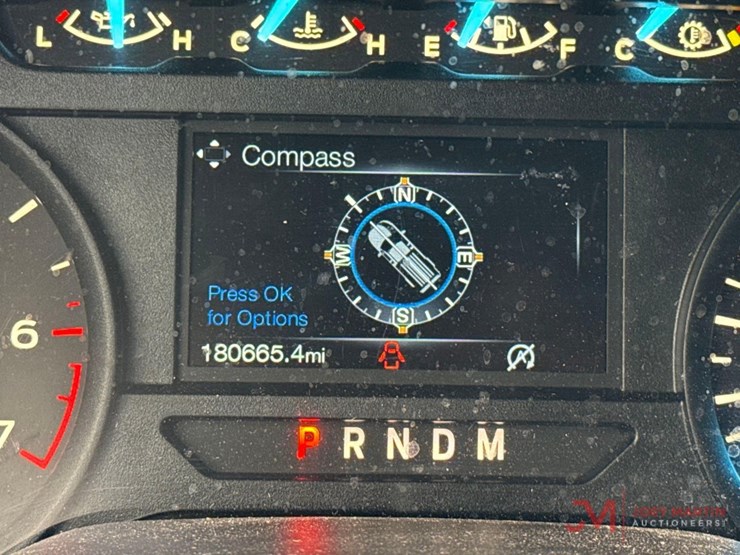 L H C H E F C
Compass
N
W E
S
Press OK
for Options
6
7
180665.4mi
P R N D M
AUCTIONEERS